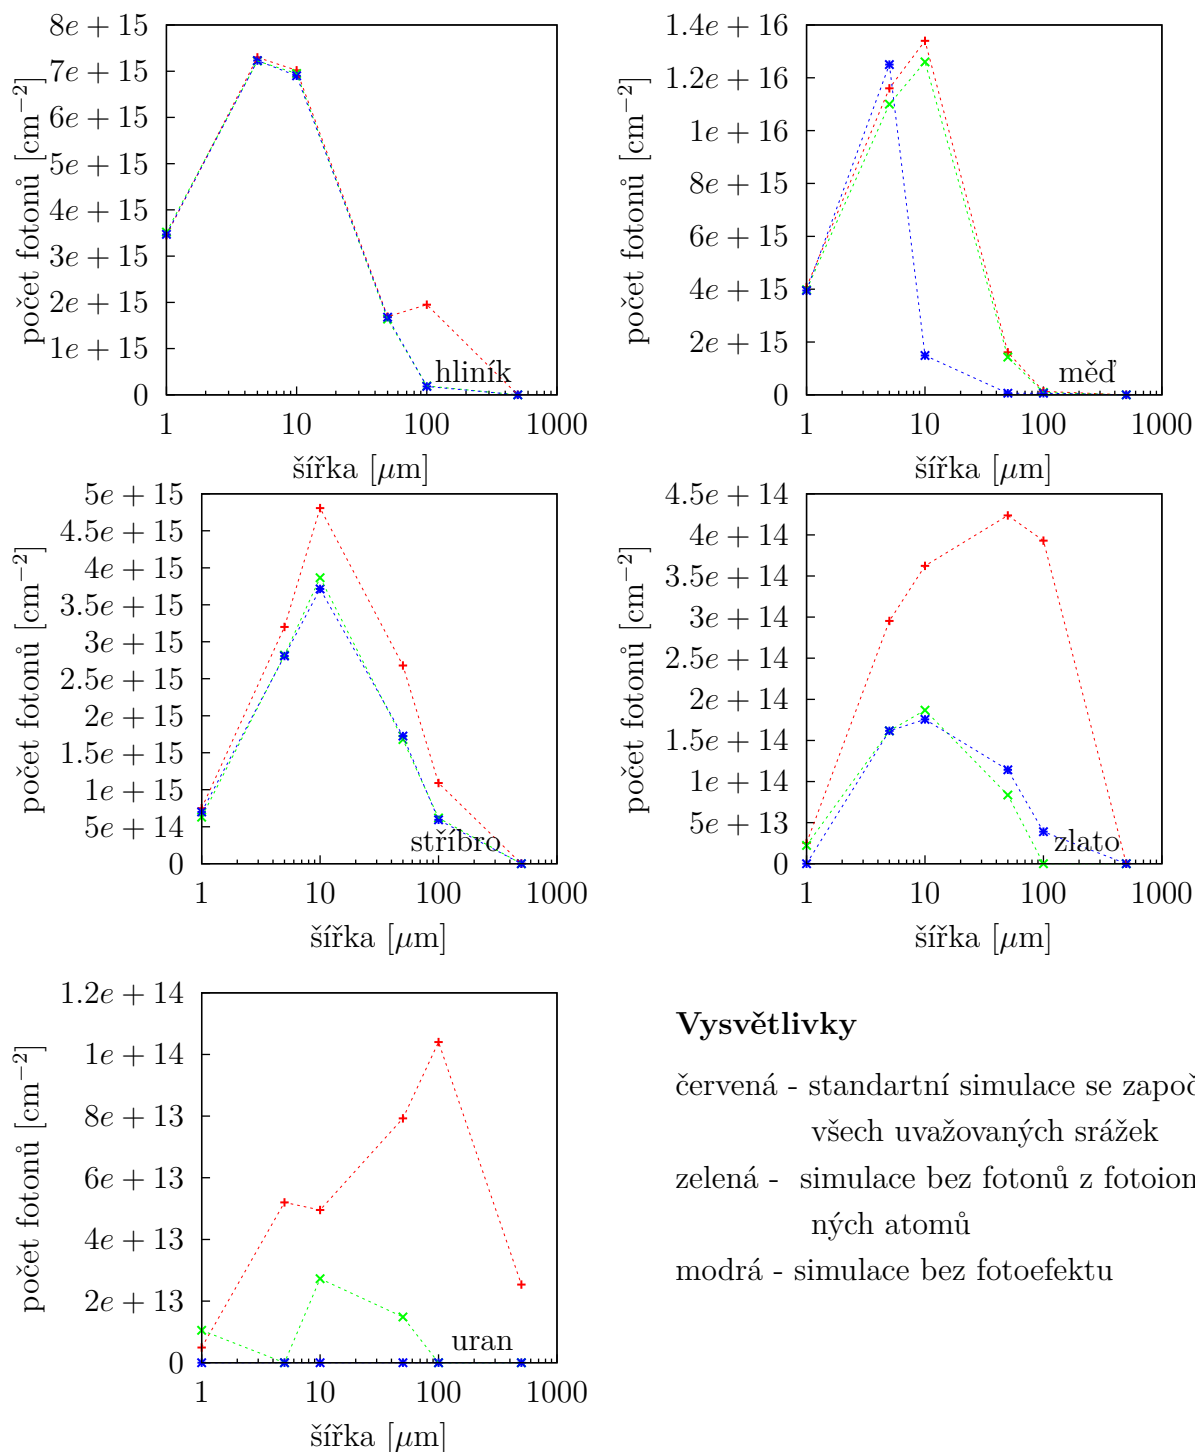 8e + 15
7e + 15
6e + 15
5e + 15
4e + 15
3e + 15
2e + 15
1e + 15
0
počet fotonů [cm⁻²]
hliník
1 10 100 1000
šířka [μm]
1.4e + 16
1.2e + 16
1e + 16
8e + 15
6e + 15
4e + 15
2e + 15
0
počet fotonů [cm⁻²]
měď
1 10 100 1000
šířka [μm]
5e + 15
4.5e + 15
4e + 15
3.5e + 15
3e + 15
2.5e + 15
2e + 15
1.5e + 15
1e + 15
5e + 14
0
počet fotonů [cm⁻²]
stříbro
1 10 100 1000
šířka [μm]
4.5e + 14
4e + 14
3.5e + 14
3e + 14
2.5e + 14
2e + 14
1.5e + 14
1e + 14
5e + 13
0
počet fotonů [cm⁻²]
zlato
1 10 100 1000
šířka [μm]
1.2e + 14
1e + 14
8e + 13
6e + 13
4e + 13
2e + 13
0
počet fotonů [cm⁻²]
uran
1 10 100 1000
šířka [μm]
Vysvětlivky
červená - standartní simulace se započ
všech uvažovaných srážek
zelená - simulace bez fotonů z fotoion
ných atomů
modrá - simulace bez fotoefektu